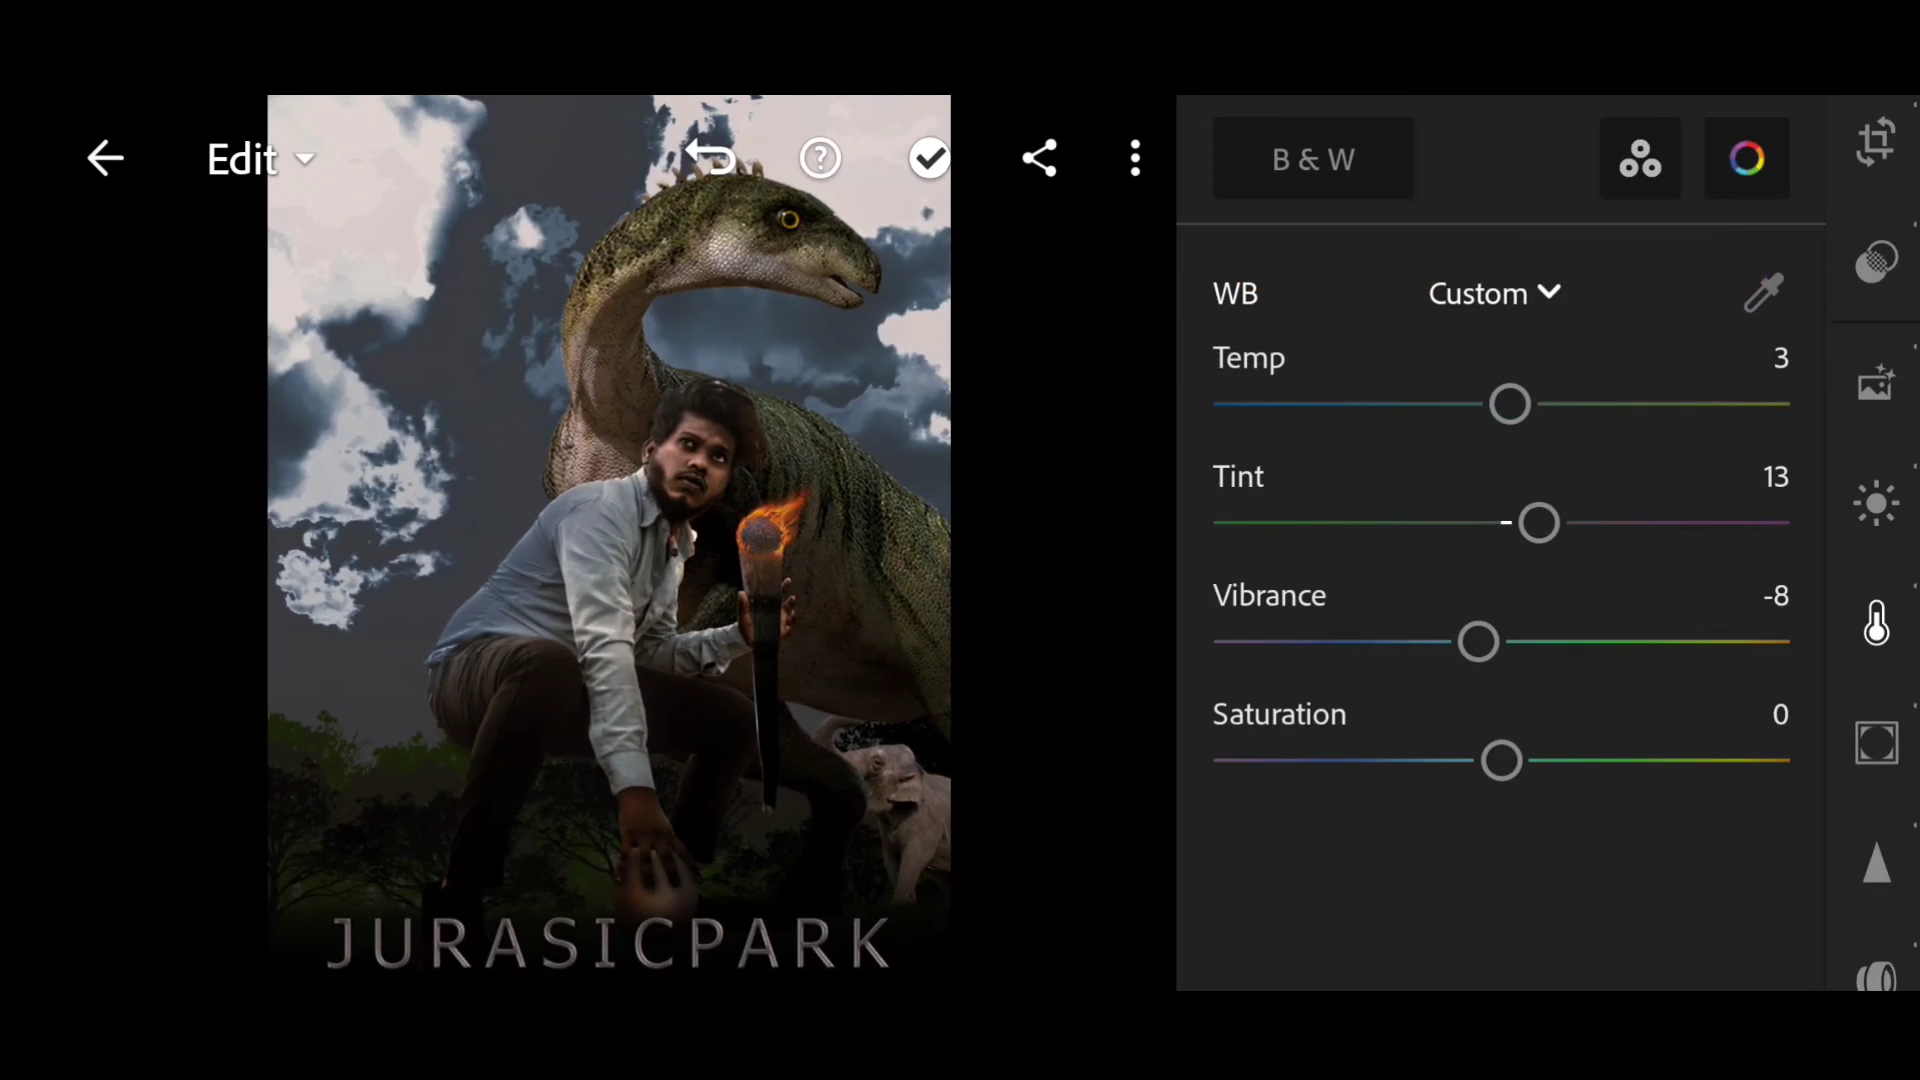 Edit
B & W
WB Custom
Temp 3
Tint 13
Vibrance -8
Saturation 0
JURASICPARK